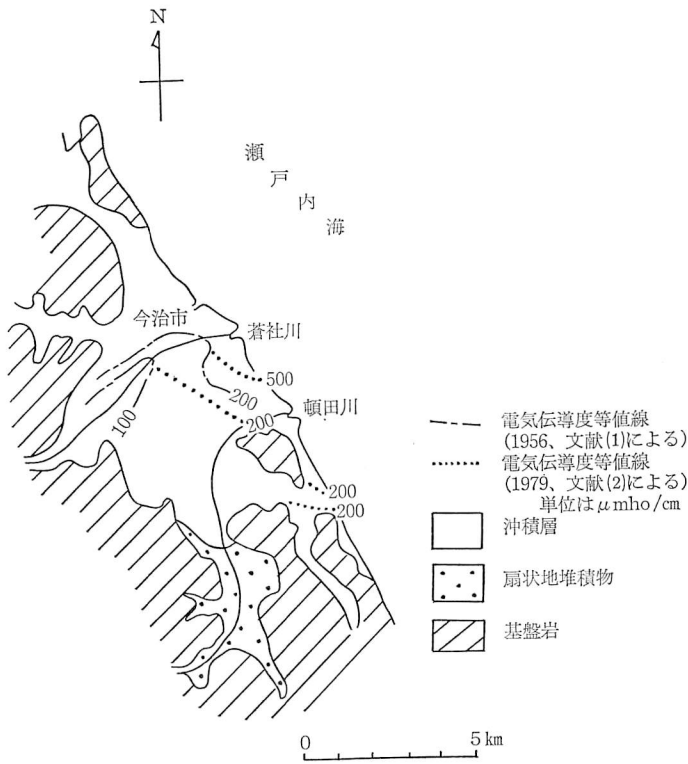 N
瀬
戸
内
海
今治市
蒼社川
500
200
頓田川
100
200
200
200
電気伝導度等値線
(1956、文献(1)による)
電気伝導度等値線
(1979、文献(2)による)
単位はμmho/cm
沖積層
扇状地堆積物
基盤岩
0
5km